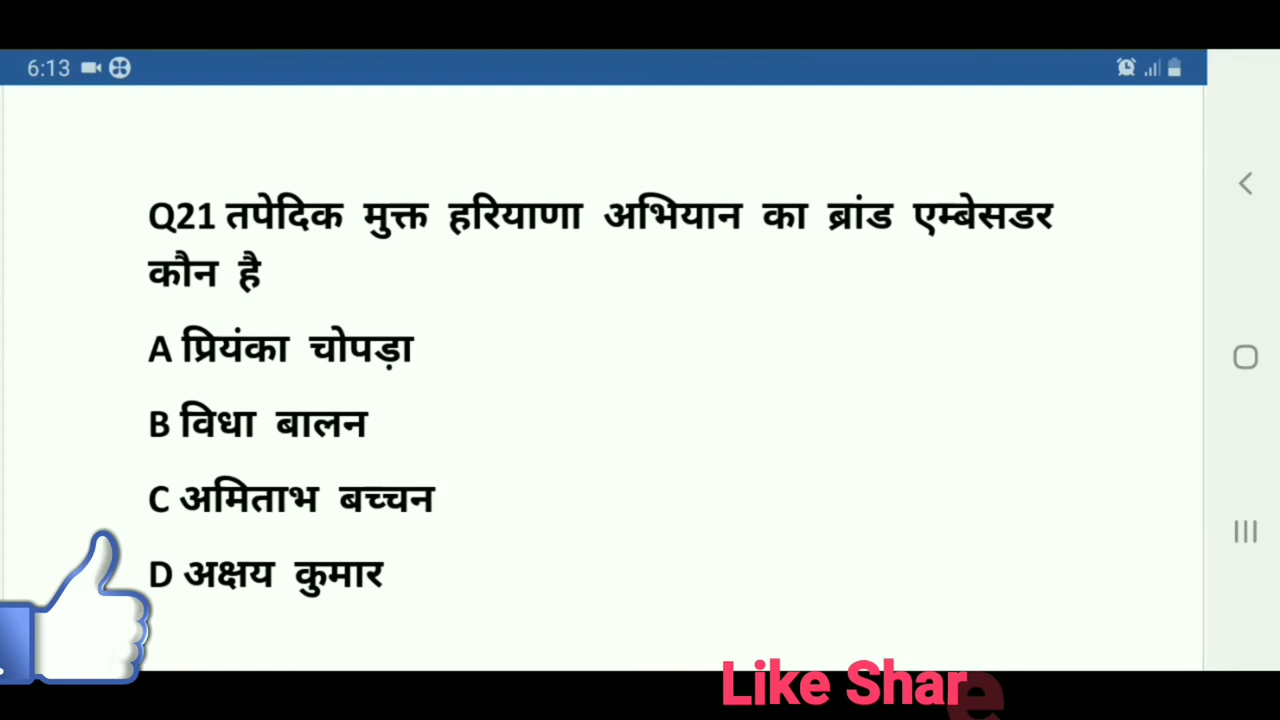 6:13
Q21 तपेदिक मुक्त हरियाणा अभियान का ब्रांड एम्बेसडर
कौन है
A प्रियंका चोपड़ा
B विधा बालन
C अमिताभ बच्चन
D अक्षय कुमार
Like Share